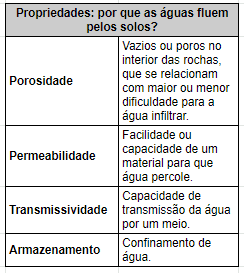 Propriedades: por que as águas fluem
pelos solos?
Porosidade
Vazios ou poros no
interior das rochas,
que se relacionam
com maior ou menor
dificuldade para a
água infiltrar.
Permeabilidade
Facilidade ou
capacidade de um
material para que
água percole.
Transmissividade
Capacidade de
transmissão da água
por um meio.
Armazenamento
Confinamento de
água.